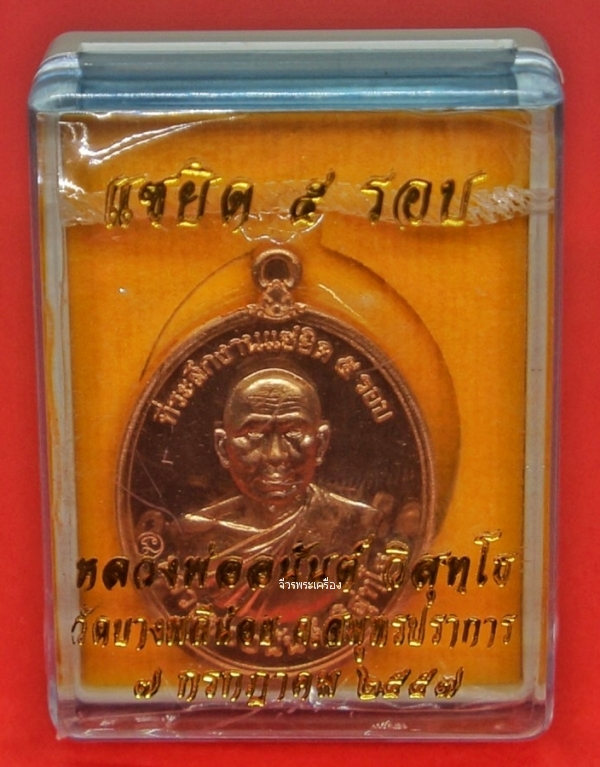 แซยิด ๕ รอบ
ที่ระลึกงานแซยิด ๕ รอบ
หลวงพ่ออนันต์ วิสุทโธ
จีวรพระเครื่อง
วัดบางพลีน้อย จ.สมุทรปราการ
๗ กรกฎาคม ๒๕๕๗